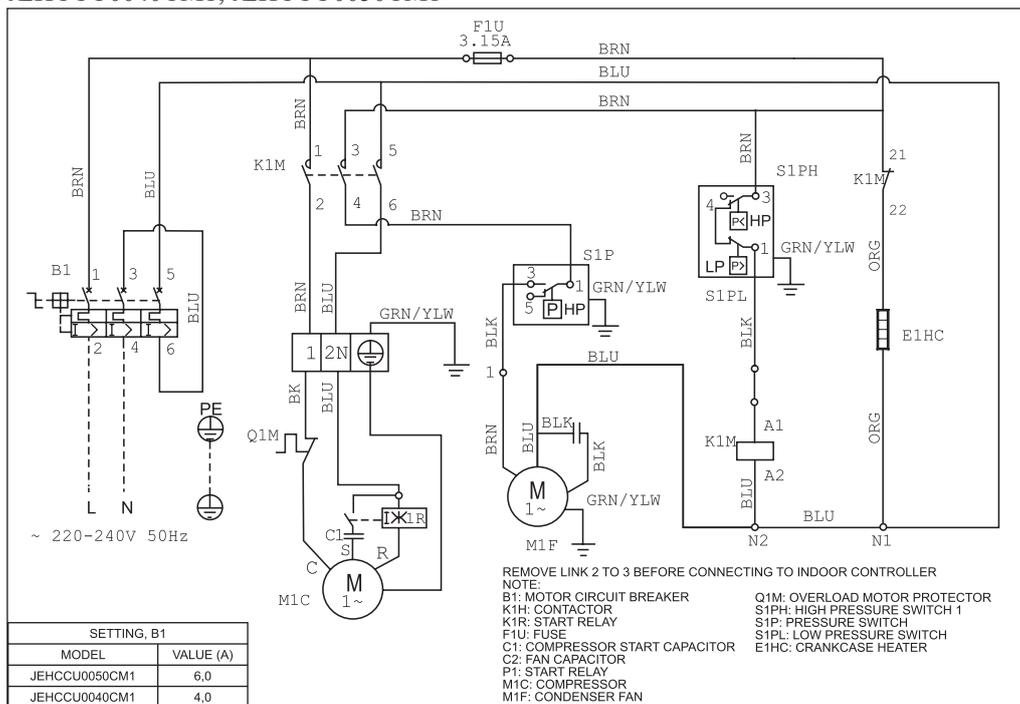 F1U
3.15A
BRN
BLU
BRN
BRN
BLU
BRN
BRN
K1M
1
3
5
2
4
6
BRN
S1PH
4
3
P<
HP
LP
P>
1
GRN/YLW
S1PL
21
K1M
22
ORG
B1
1
3
5
BLU
2
4
6
BRN
BLU
GRN/YLW
S1P
3
1
5
P
HP
GRN/YLW
BLK
1
BLK
E1HC
1
2N
BLU
BK
BLU
PE
Q1M
BRN
BLU
BLK
BLK
K1M
A1
A2
BLU
ORG
L
N
~ 220-240V 50Hz
1R
C1
S
R
C
M
1~
M1C
M
1~
GRN/YLW
M1F
BLU
N2
N1
REMOVE LINK 2 TO 3 BEFORE CONNECTING TO INDOOR CONTROLLER
NOTE:
B1: MOTOR CIRCUIT BREAKER
K1H: CONTACTOR
K1R: START RELAY
F1U: FUSE
C1: COMPRESSOR START CAPACITOR
C2: FAN CAPACITOR
P1: START RELAY
M1C: COMPRESSOR
M1F: CONDENSER FAN
Q1M: OVERLOAD MOTOR PROTECTOR
S1PH: HIGH PRESSURE SWITCH 1
S1P: PRESSURE SWITCH
S1PL: LOW PRESSURE SWITCH
E1HC: CRANKCASE HEATER
SETTING, B1
MODEL VALUE (A)
JEHCCU0050CM1 6,0
JEHCCU0040CM1 4,0